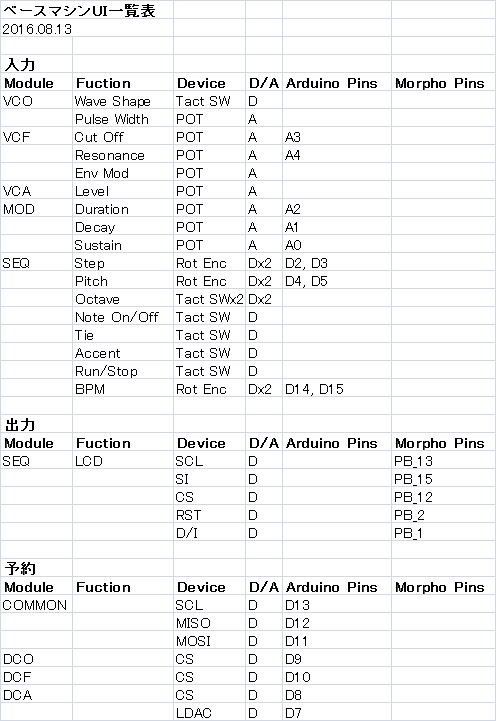 ベースマシンUI一覧表
2016.08.13
入力
Module Fuction Device D/A Arduino Pins Morpho Pins
VCO Wave Shape Tact SW D
Pulse Width POT A
VCF Cut Off POT A A3
Resonance POT A A4
Env Mod POT A
VCA Level POT A
MOD Duration POT A A2
Decay POT A A1
Sustain POT A A0
SEQ Step Rot Enc Dx2 D2, D3
Pitch Rot Enc Dx2 D4, D5
Octave Tact SWx2 Dx2
Note On/Off Tact SW D
Tie Tact SW D
Accent Tact SW D
Run/Stop Tact SW D
BPM Rot Enc Dx2 D14, D15
出力
Module Fuction Device D/A Arduino Pins Morpho Pins
SEQ LCD SCL D PB_13
SI D PB_15
CS D PB_12
RST D PB_2
D/I D PB_1
予約
Module Fuction Device D/A Arduino Pins Morpho Pins
COMMON SCL D D13
MISO D D12
MOSI D D11
DCO CS D D9
DCF CS D D10
DCA CS D D8
LDAC D D7